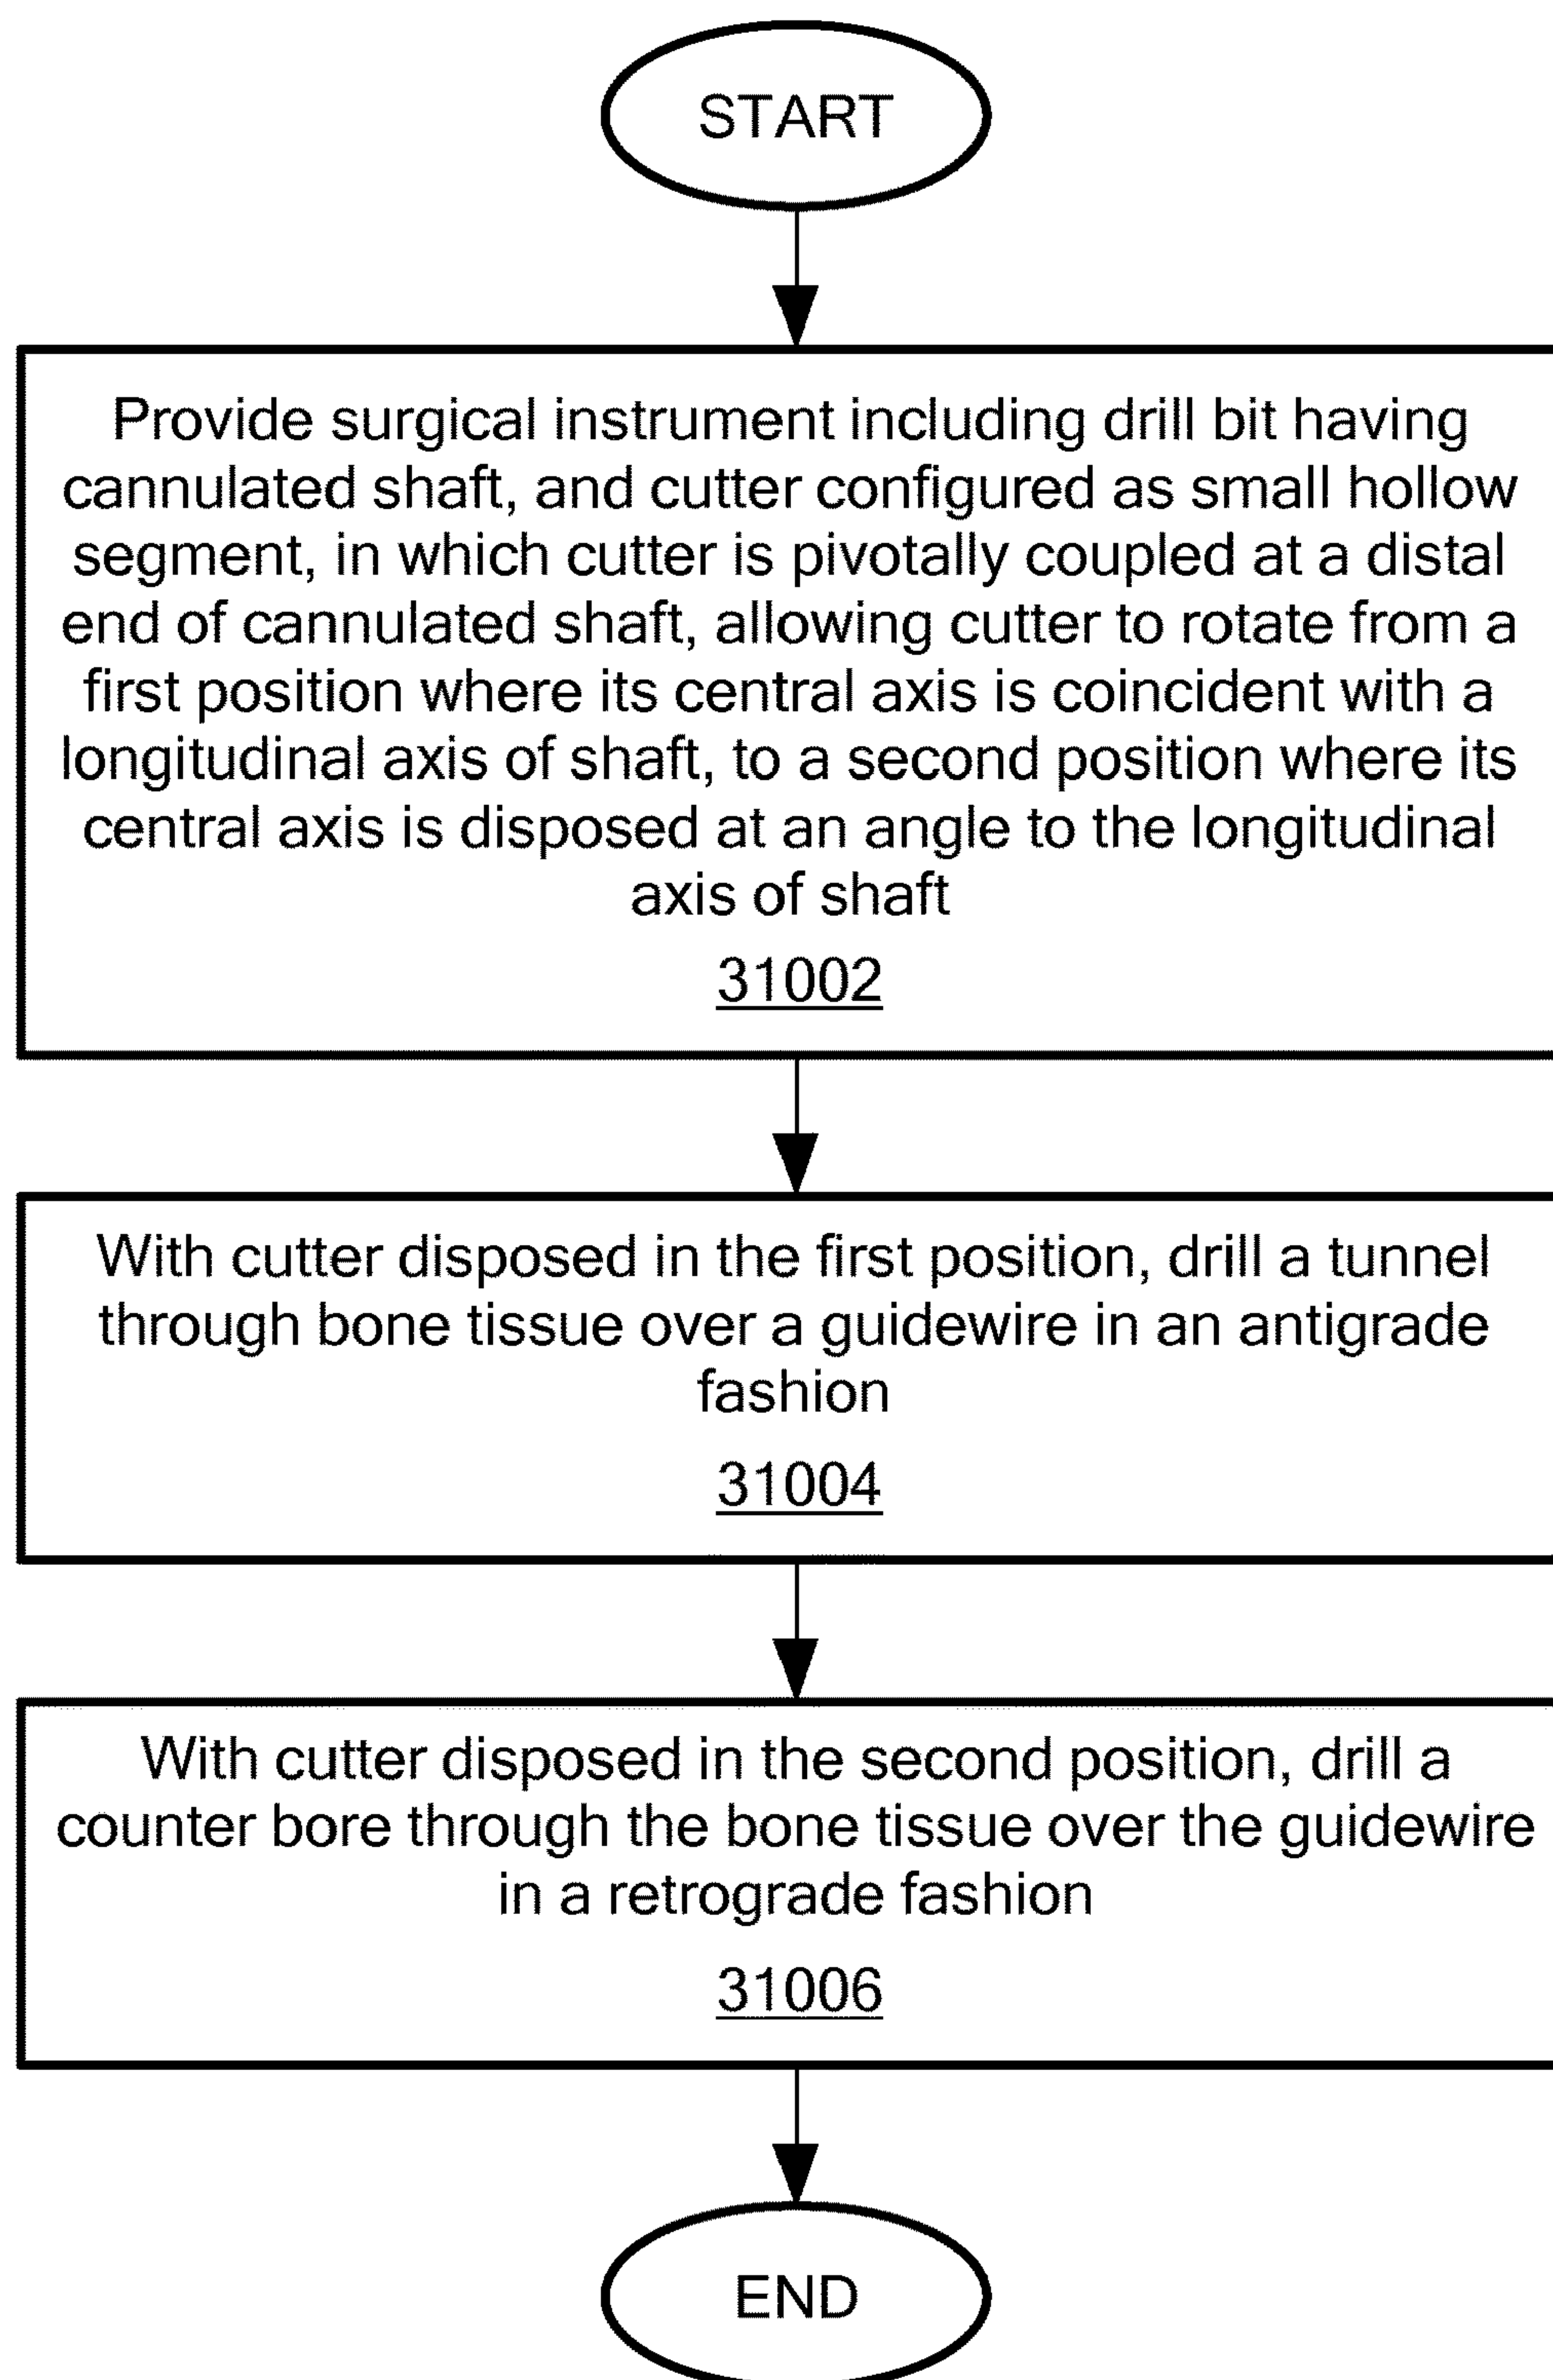 START
Provide surgical instrument including drill bit having
cannulated shaft, and cutter configured as small hollow
segment, in which cutter is pivotally coupled at a distal
end of cannulated shaft, allowing cutter to rotate from a
first position where its central axis is coincident with a
longitudinal axis of shaft, to a second position where its
central axis is disposed at an angle to the longitudinal
axis of shaft
31002
With cutter disposed in the first position, drill a tunnel
through bone tissue over a guidewire in an antigrade
fashion
31004
With cutter disposed in the second position, drill a
counter bore through the bone tissue over the guidewire
in a retrograde fashion
31006
END